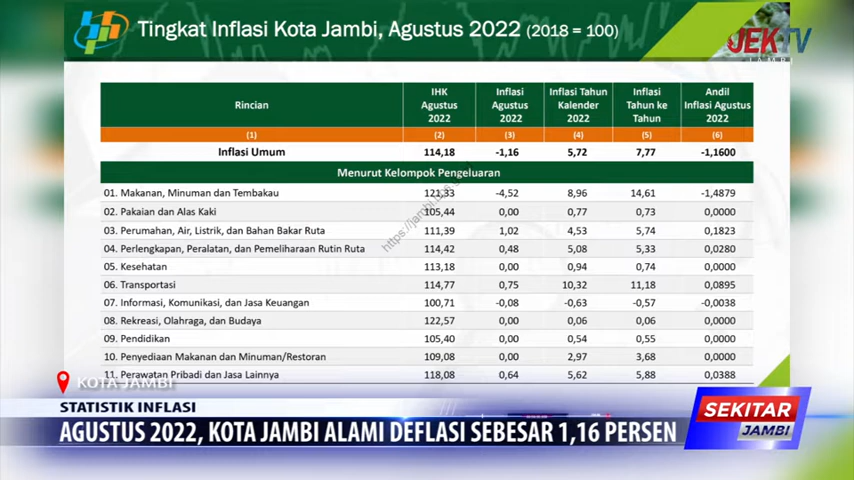 Tingkat Inflasi Kota Jambi, Agustus 2022 (2018 = 100)
JEKTV
JAMBI
Rincian IHK Agustus 2022 Inflasi Agustus 2022 Inflasi Tahun Kalender 2022 Inflasi Tahun ke Tahun Andil Inflasi Agustus 2022
(1) (2) (3) (4) (5) (6)
Inflasi Umum 114,18 -1,16 5,72 7,77 -1,1600
Menurut Kelompok Pengeluaran
01. Makanan, Minuman dan Tembakau 121,33 -4,52 8,96 14,61 -1,4879
02. Pakaian dan Alas Kaki 105,44 0,00 0,77 0,73 0,0000
03. Perumahan, Air, Listrik, dan Bahan Bakar Ruta 111,39 1,02 4,53 5,74 0,1823
04. Perlengkapan, Peralatan, dan Pemeliharaan Rutin Ruta 114,42 0,48 5,08 5,33 0,0280
05. Kesehatan 113,18 0,00 0,94 0,74 0,0000
06. Transportasi 114,77 0,75 10,32 11,18 0,0895
07. Informasi, Komunikasi, dan Jasa Keuangan 100,71 -0,08 -0,63 -0,57 -0,0038
08. Rekreasi, Olahraga, dan Budaya 122,57 0,00 0,06 0,06 0,0000
09. Pendidikan 105,40 0,00 0,54 0,55 0,0000
10. Penyediaan Makanan dan Minuman/Restoran 109,08 0,00 2,97 3,68 0,0000
11. Perawatan Pribadi dan Jasa Lainnya 118,08 0,64 5,62 5,88 0,0388
KOTA JAMBI
STATISTIK INFLASI
AGUSTUS 2022, KOTA JAMBI ALAMI DEFLASI SEBESAR 1,16 PERSEN
SEKITAR
JAMBI